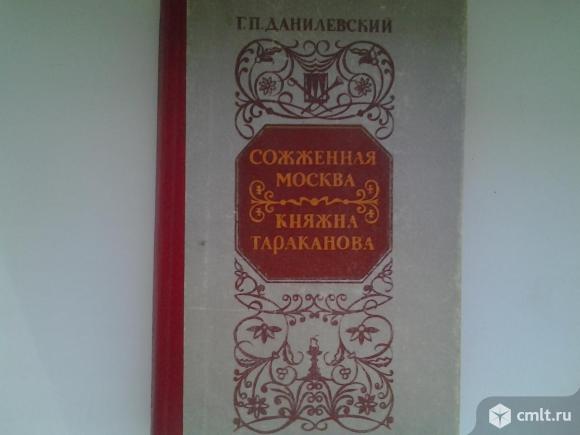 Г.П.ДАНИЛЕВСКИЙ
СОЖЖЕННАЯ
МОСКВА
КНЯЖНА
ТАРАКАНОВА
cmlt.ru